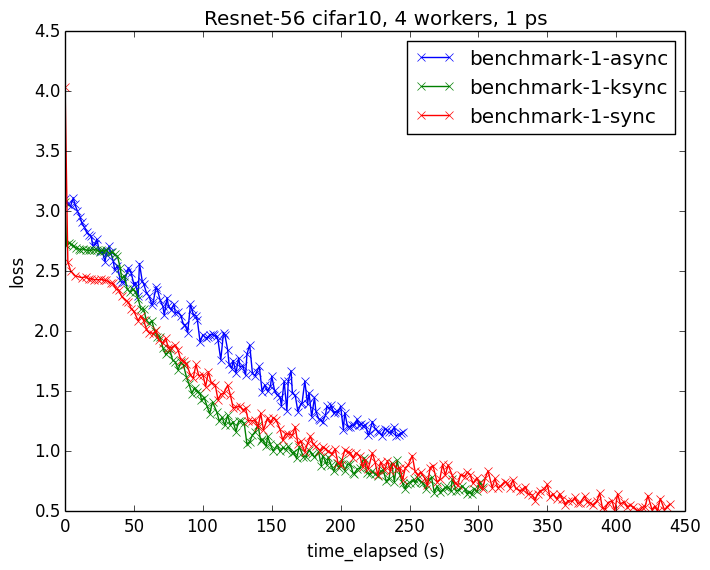 Resnet-56 cifar10, 4 workers, 1 ps
4.5
4.0
3.5
3.0
2.5
2.0
1.5
1.0
0.5
loss
benchmark-1-async
benchmark-1-ksync
benchmark-1-sync
0 50 100 150 200 250 300 350 400 450
time_elapsed (s)